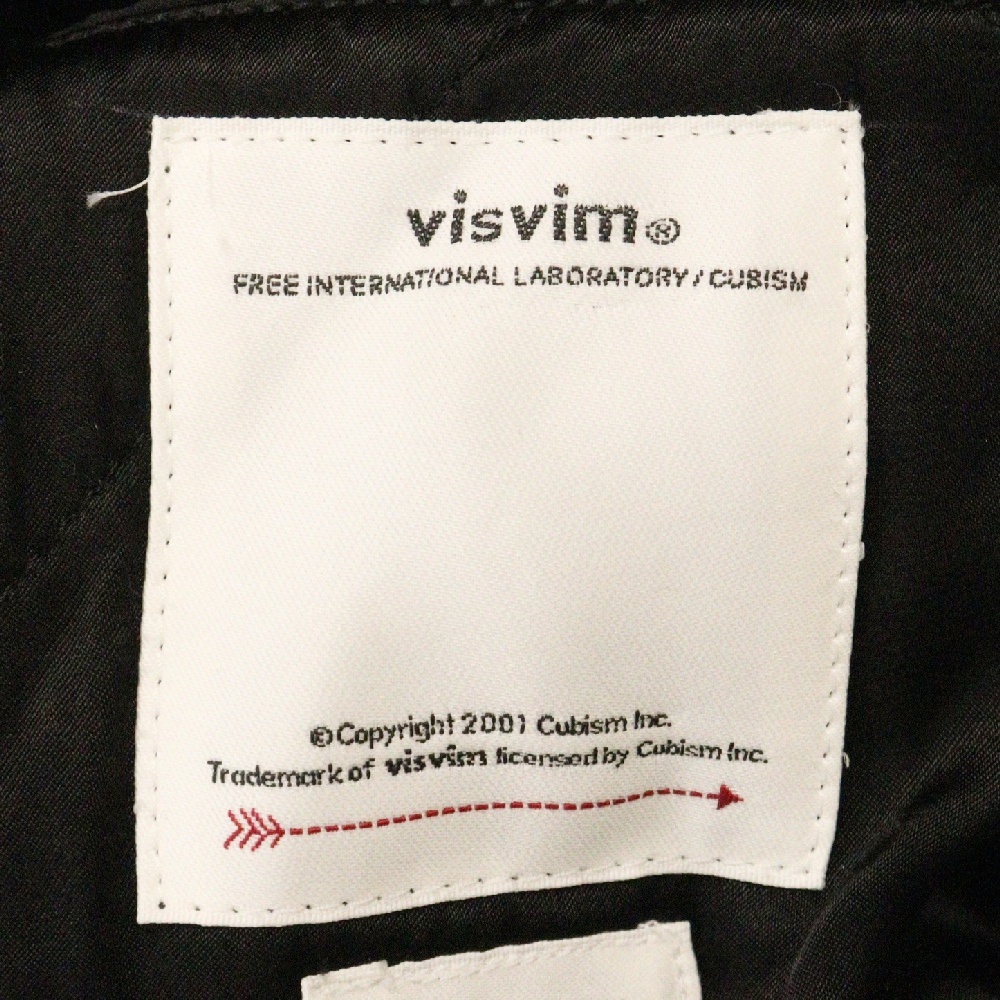 visvim®
FREE INTERNATIONAL LABORATORY / CUBISM
© Copyright 2001 Cubism Inc.
Trademark of visvim licensed by Cubism Inc.